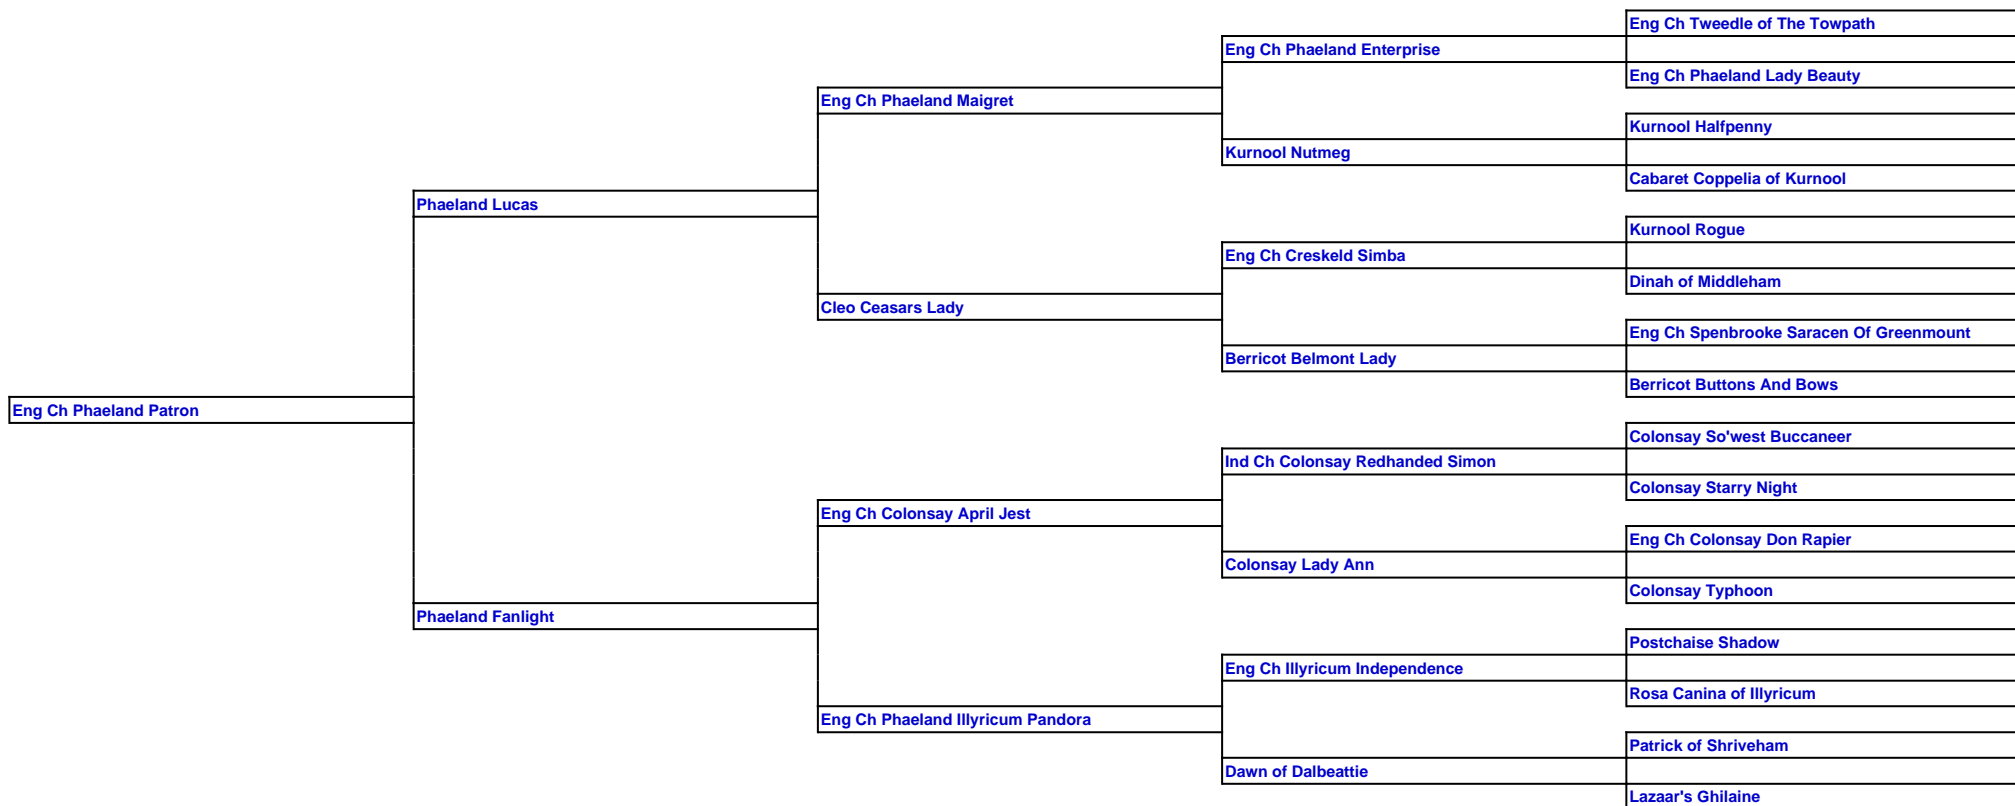 Eng Ch Tweedle of The Towpath
Eng Ch Phaeland Enterprise
Eng Ch Phaeland Lady Beauty
Eng Ch Phaeland Maigret
Kurnool Halfpenny
Kurnool Nutmeg
Cabaret Coppelia of Kurnool
Phaeland Lucas
Kurnool Rogue
Eng Ch Creskeld Simba
Dinah of Middleham
Cleo Ceasars Lady
Eng Ch Spenbrooke Saracen Of Greenmount
Berricot Belmont Lady
Berricot Buttons And Bows
Eng Ch Phaeland Patron
Colonsay So'west Buccaneer
Ind Ch Colonsay Redhanded Simon
Colonsay Starry Night
Eng Ch Colonsay April Jest
Eng Ch Colonsay Don Rapier
Colonsay Lady Ann
Colonsay Typhoon
Phaeland Fanlight
Postchaise Shadow
Eng Ch Illyricum Independence
Rosa Canina of Illyricum
Eng Ch Phaeland Illyricum Pandora
Patrick of Shriveham
Dawn of Dalbeattie
Lazaar's Ghilaine